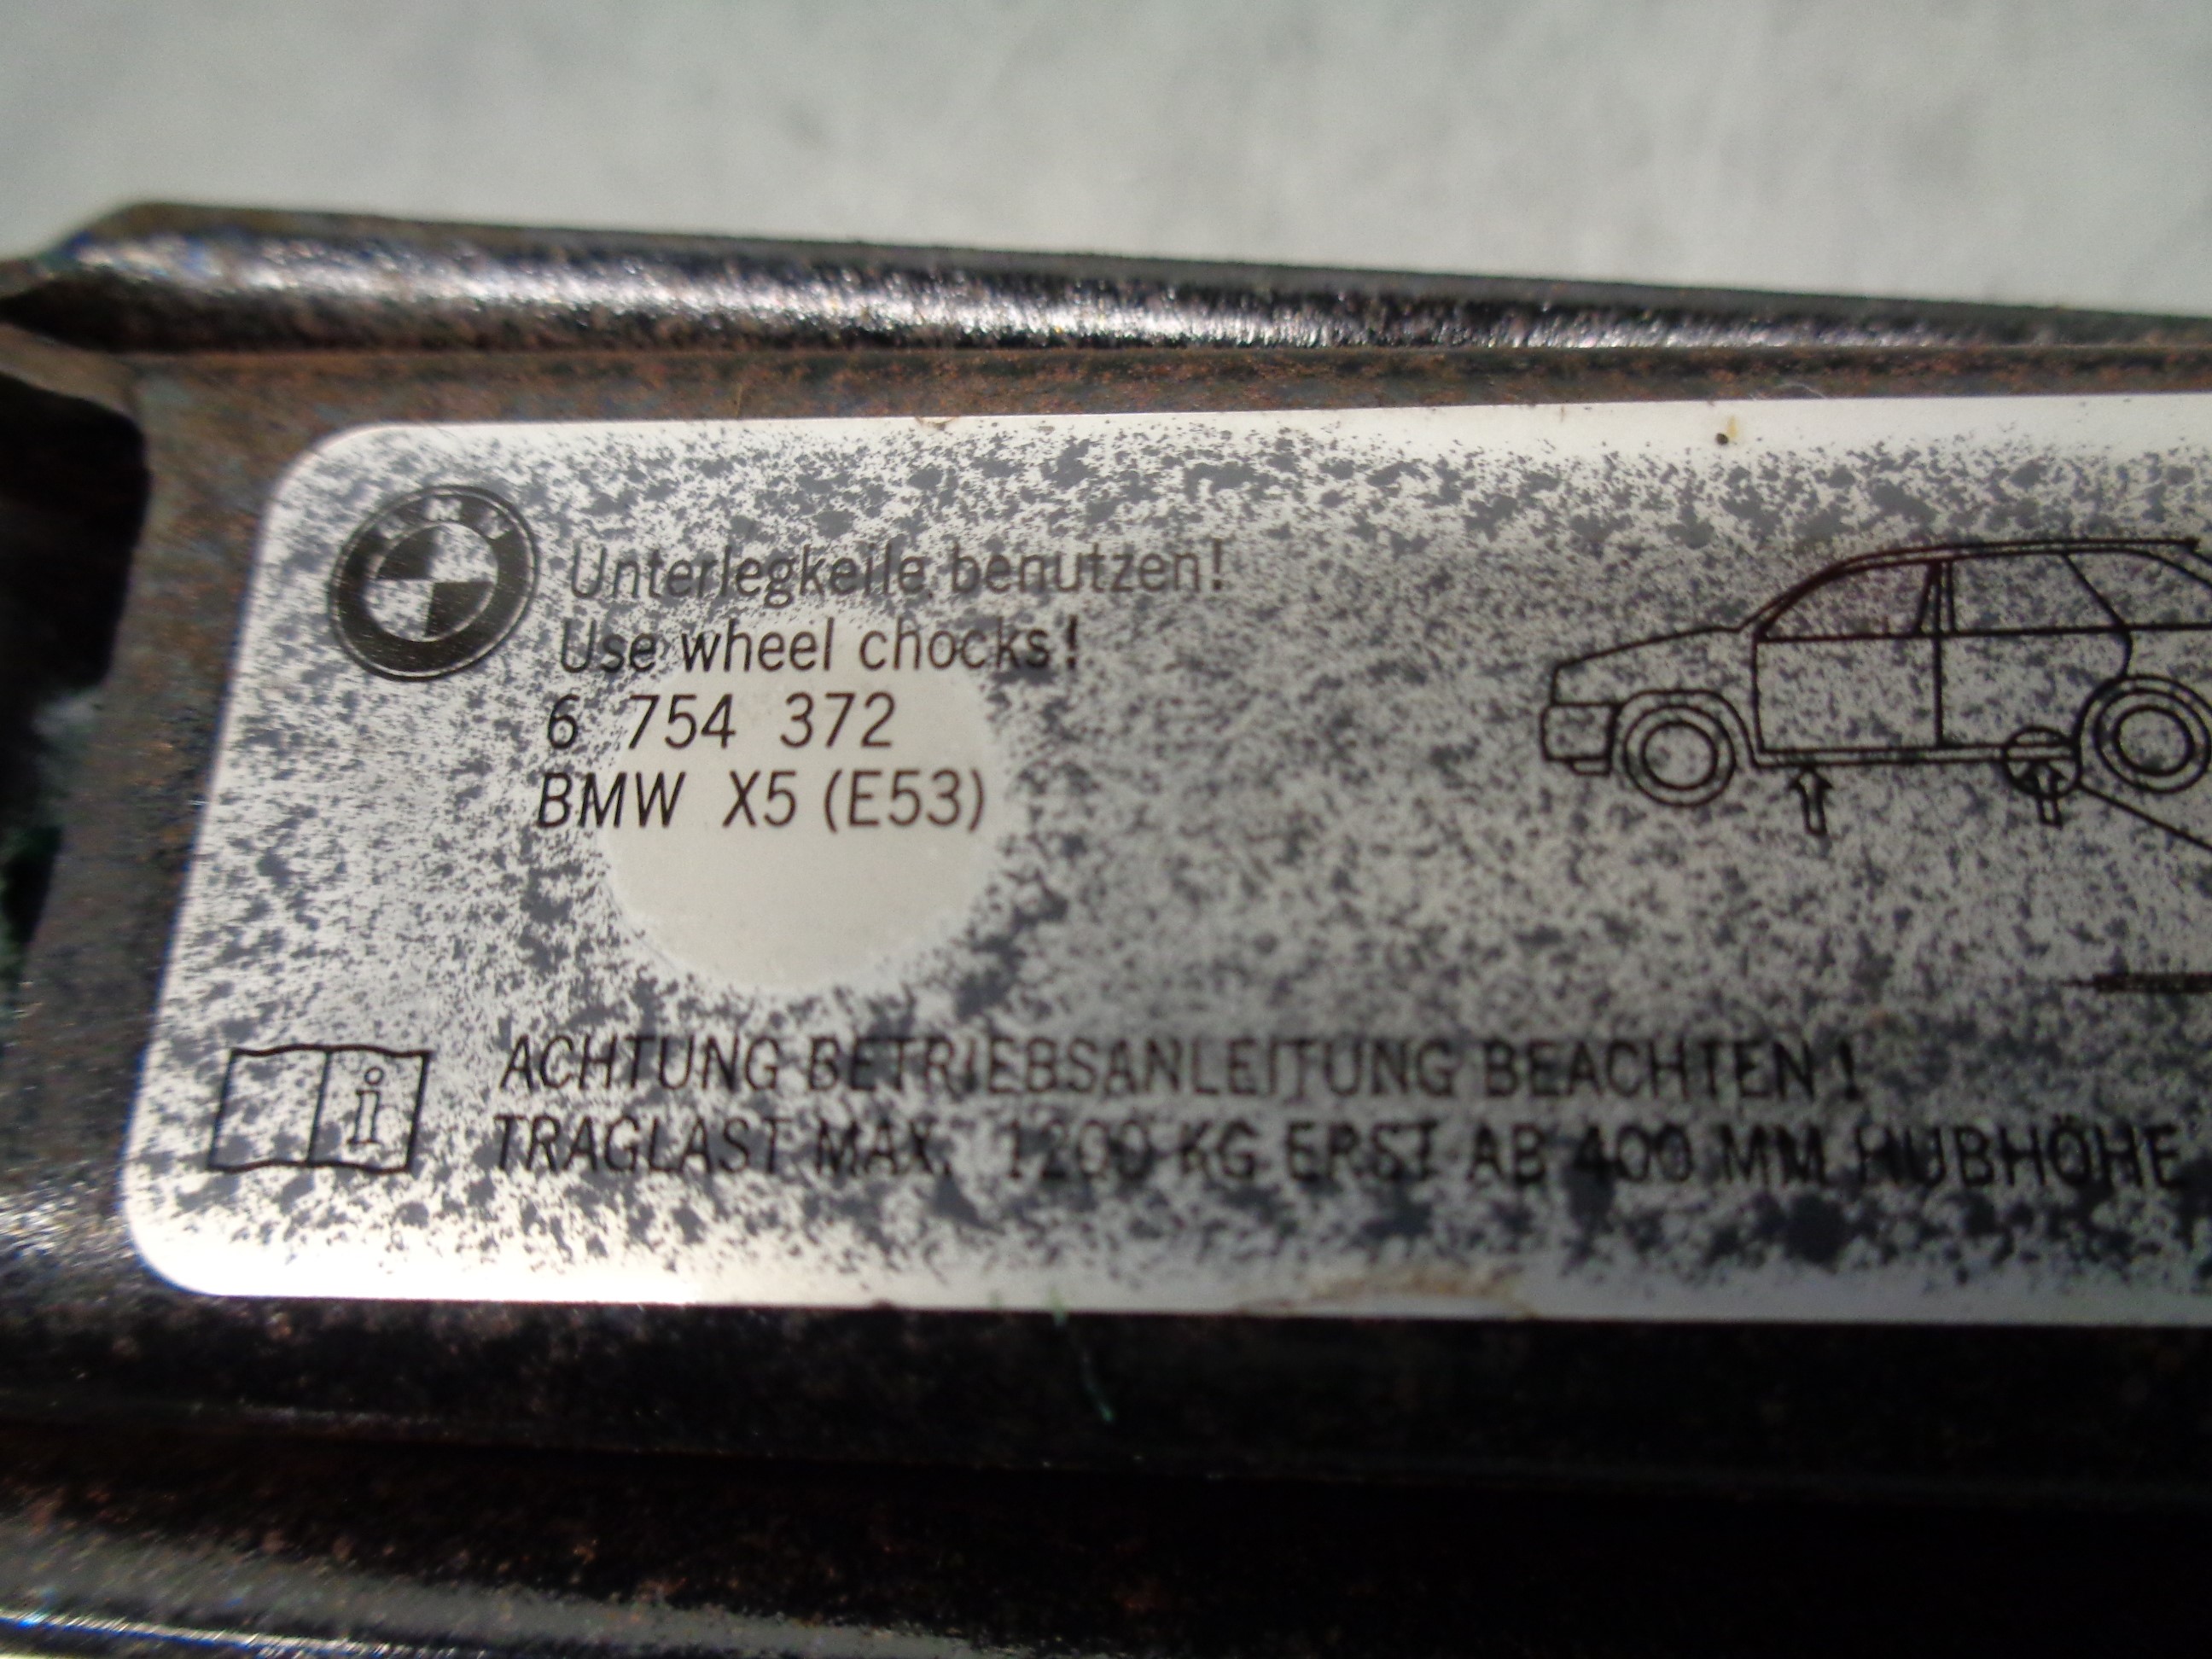 BMW
Unterlegkeile benutzen!
Use wheel chocks!
6 754 372
BMW X5 (E53)
i
ACHTUNG BETRIEBSANLEITUNG BEACHTEN!
TRAGLAST MAX. 1200 KG ERST AB 400 MM HUBHÖHE